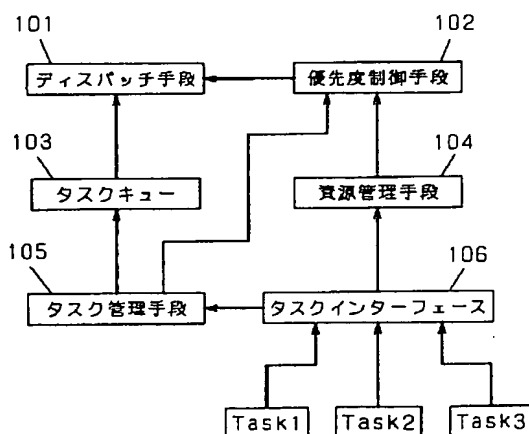 101
102
ディスパッチ手段
優先度制御手段
103
104
タスクキュー
資源管理手段
105
106
タスク管理手段
タスクインターフェース
Task1
Task2
Task3